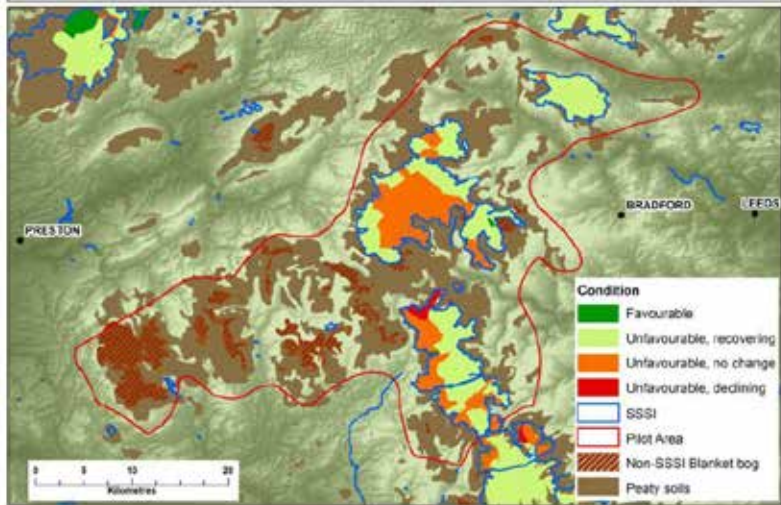 PRESTON
BRADFORD
LEEDS
Condition
Favourable
Unfavourable, recovering
Unfavourable, no change
Unfavourable, declining
SSSI
Pilot Area
Non-SSSI Blanket bog
Peaty soils
0 5 10 20
Kilometres